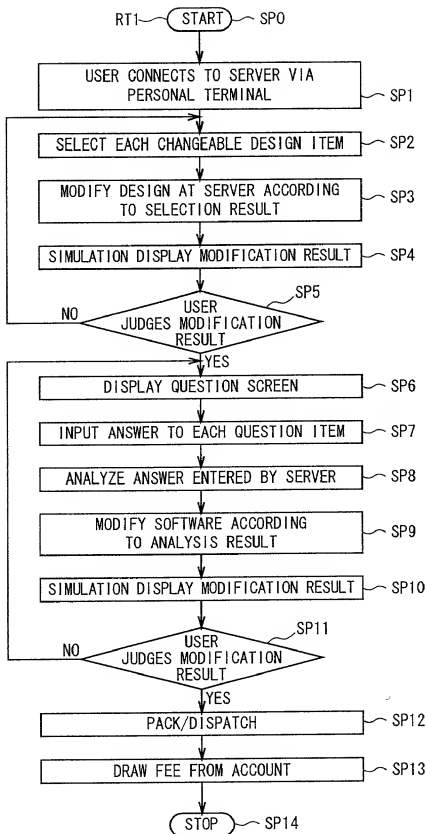 RT1 START SP0
USER CONNECTS TO SERVER VIA
PERSONAL TERMINAL SP1
SELECT EACH CHANGEABLE DESIGN ITEM SP2
MODIFY DESIGN AT SERVER ACCORDING
TO SELECTION RESULT SP3
SIMULATION DISPLAY MODIFICATION RESULT SP4
SP5
USER
NO JUDGES MODIFICATION
RESULT
YES
DISPLAY QUESTION SCREEN SP6
INPUT ANSWER TO EACH QUESTION ITEM SP7
ANALYZE ANSWER ENTERED BY SERVER SP8
MODIFY SOFTWARE ACCORDING
TO ANALYSIS RESULT SP9
SIMULATION DISPLAY MODIFICATION RESULT SP10
SP11
USER
NO JUDGES MODIFICATION
RESULT
YES
PACK/DISPATCH SP12
DRAW FEE FROM ACCOUNT SP13
STOP SP14